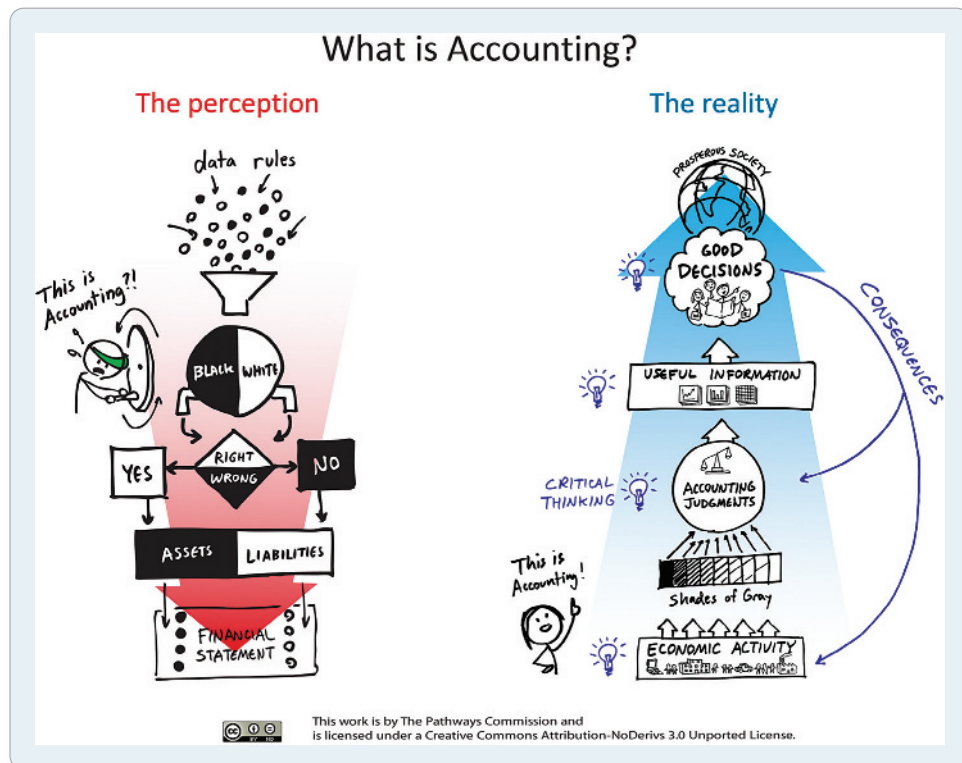 What is Accounting?
The perception
data rules
This is
Accounting?!
BLACK WHITE
RIGHT
WRONG
YES
NO
ASSETS LIABILITIES
FINANCIAL
STATEMENT
The reality
PROSPEROUS SOCIETY
GOOD
DECISIONS
CONSEQUENCES
USEFUL INFORMATION
CRITICAL
THINKING
ACCOUNTING
JUDGMENTS
This is
Accounting!
Shades of Gray
ECONOMIC ACTIVITY
cc
BY ND
This work is by The Pathways Commission and
is licensed under a Creative Commons Attribution-NoDerivs 3.0 Unported License.